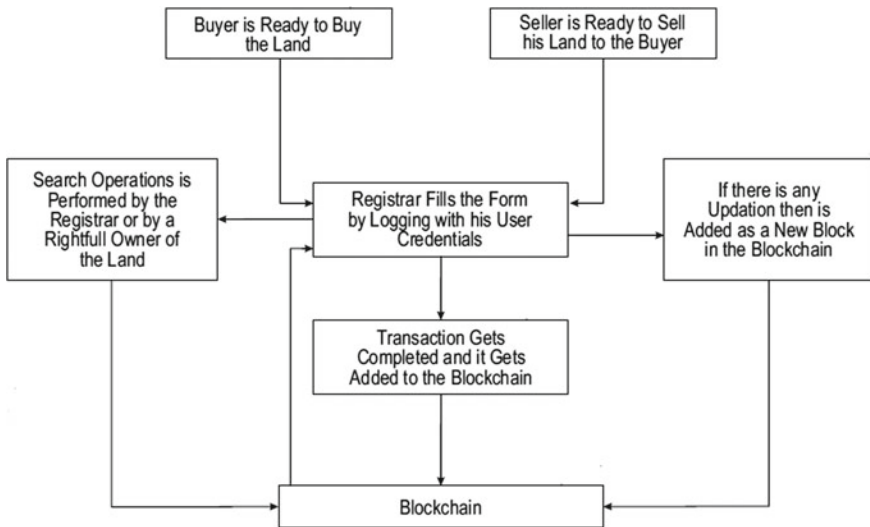 Buyer is Ready to Buy
the Land
Seller is Ready to Sell
his Land to the Buyer
Search Operations is
Performed by the
Registrar or by a
Rightfull Owner of
the Land
Registrar Fills the Form
by Logging with his User
Credentials
If there is any
Updation then is
Added as a New Block
in the Blockchain
Transaction Gets
Completed and it Gets
Added to the Blockchain
Blockchain